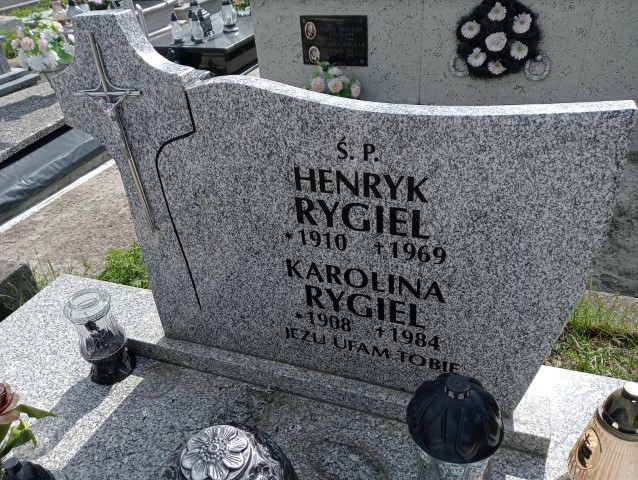 Ś. P.
HENRYK
RYGIEL
*1910 †1969
KAROLINA
RYGIEL
*1908 †1984
JEZU UFAM TOBIE